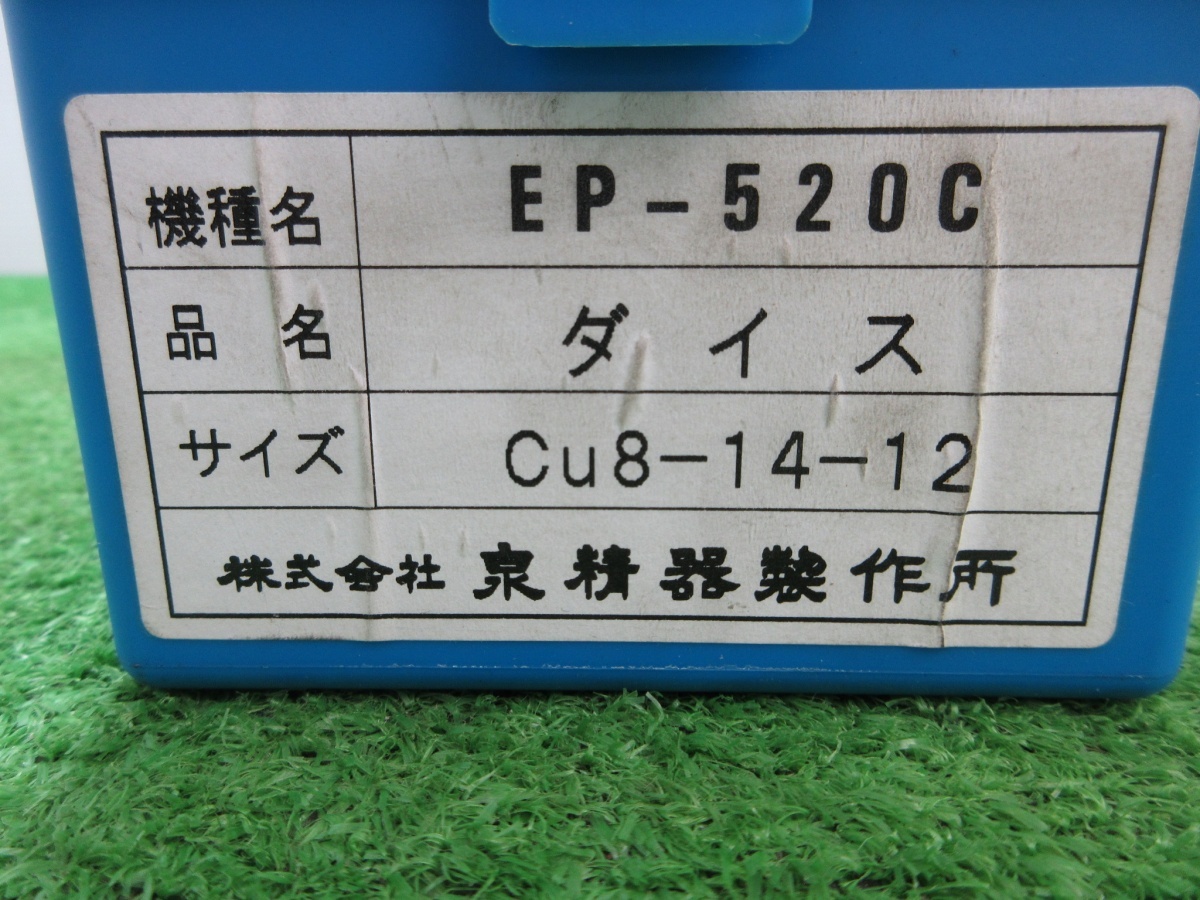 機種名 EP-520C
品名 ダイス
サイズ Cu8-14-12
株式会社 泉精器製作所